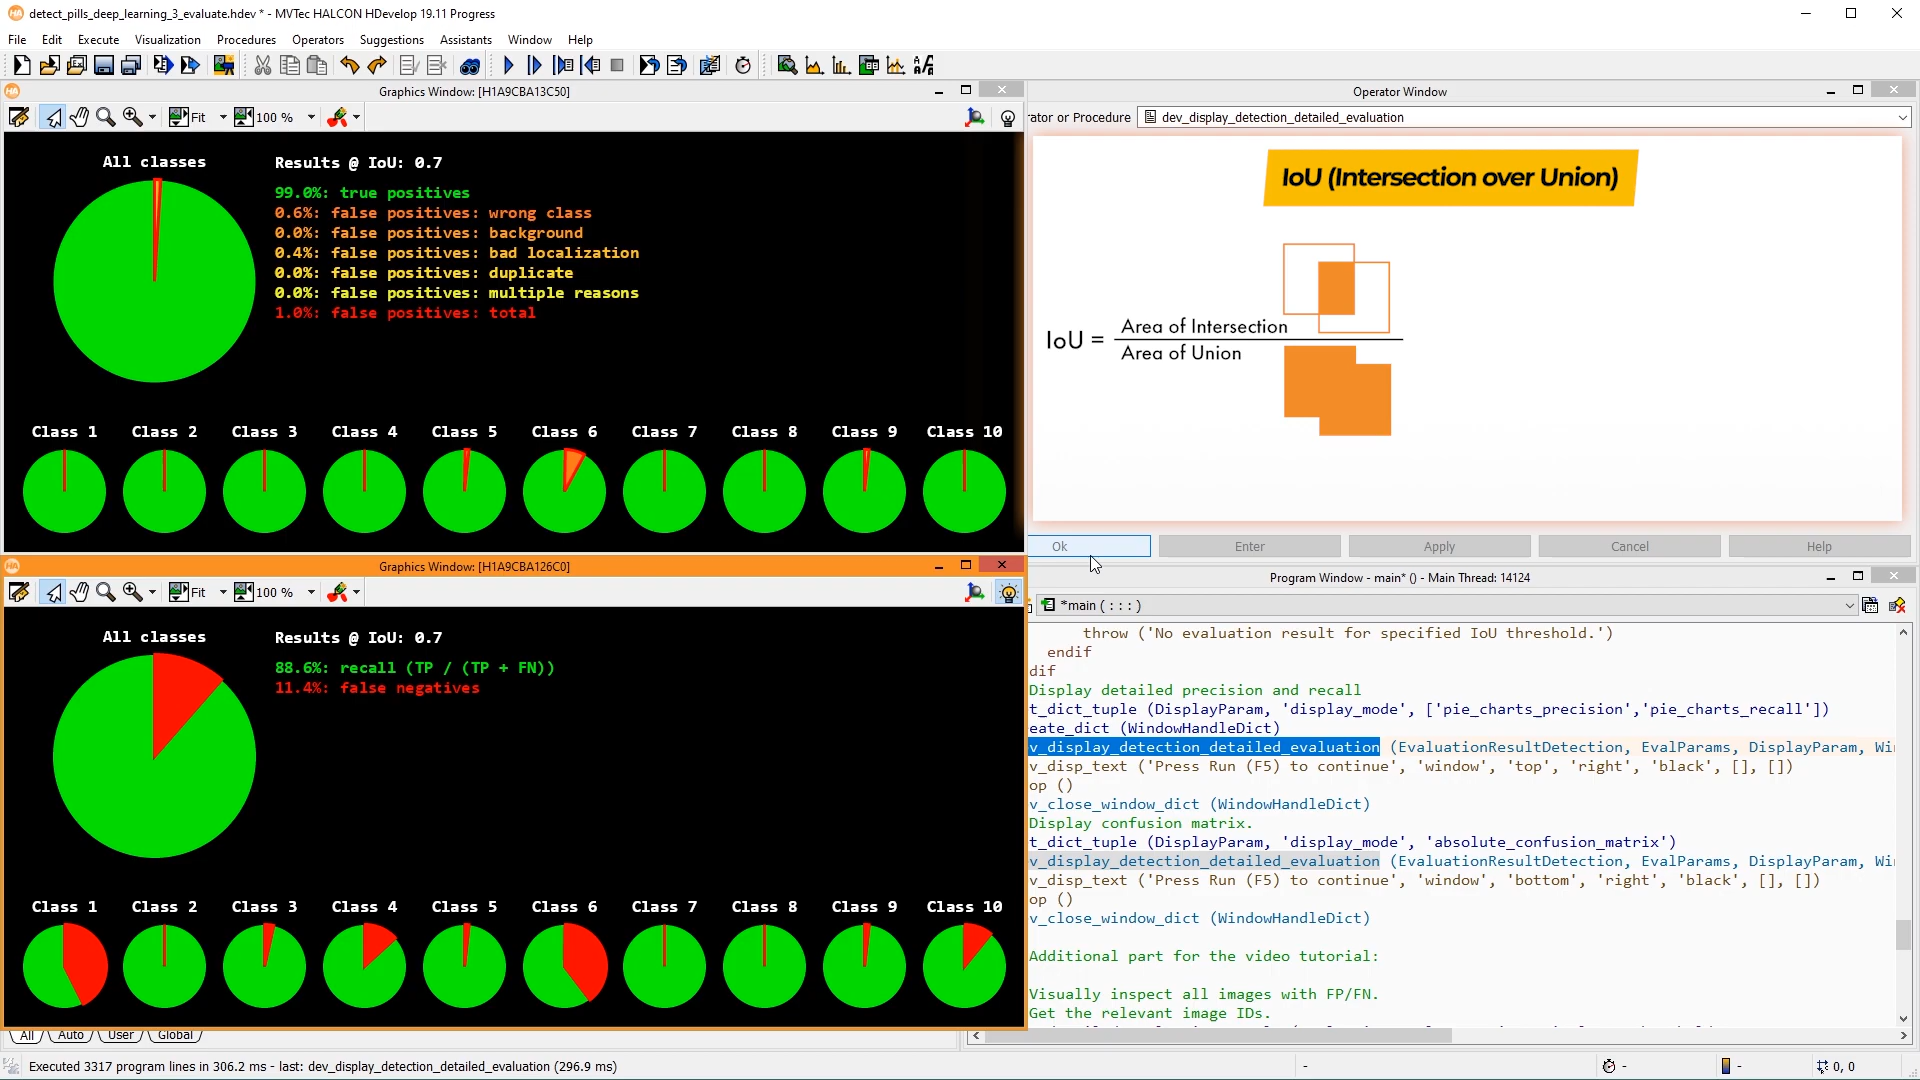 detect_pills_deep_learning_3_evaluate.hdev * - MVTec HALCON HDevelop 19.11 Progress
File Edit Execute Visualization Procedures Operators Suggestions Assistants Window Help
Graphics Window: [H1A9CBA13C50]
Fit 100 %
All classes
Results @ IoU: 0.7
99.0%: true positives
0.6%: false positives: wrong class
0.0%: false positives: background
0.4%: false positives: bad localization
0.0%: false positives: duplicate
0.0%: false positives: multiple reasons
1.0%: false positives: total
Class 1 Class 2 Class 3 Class 4 Class 5 Class 6 Class 7 Class 8 Class 9 Class 10
Graphics Window: [H1A9CBA126C0]
Fit 100 %
All classes
Results @ IoU: 0.7
88.6%: recall (TP / (TP + FN))
11.4%: false negatives
Class 1 Class 2 Class 3 Class 4 Class 5 Class 6 Class 7 Class 8 Class 9 Class 10
All Auto User Global
Operator Window
rator or Procedure dev_display_detection_detailed_evaluation
IoU (Intersection over Union)
IoU = Area of Intersection
Area of Union
Ok Enter Apply Cancel Help
Program Window - main* () - Main Thread: 14124
*main ( : : : )
throw ('No evaluation result for specified IoU threshold.')
endif
dif
Display detailed precision and recall
t_dict_tuple (DisplayParam, 'display_mode', ['pie_charts_precision','pie_charts_recall'])
eate_dict (WindowHandleDict)
v_display_detection_detailed_evaluation (EvaluationResultDetection, EvalParams, DisplayParam, Wi
v_disp_text ('Press Run (F5) to continue', 'window', 'top', 'right', 'black', [], [])
op ()
v_close_window_dict (WindowHandleDict)
Display confusion matrix.
t_dict_tuple (DisplayParam, 'display_mode', 'absolute_confusion_matrix')
v_display_detection_detailed_evaluation (EvaluationResultDetection, EvalParams, DisplayParam, Wi
v_disp_text ('Press Run (F5) to continue', 'window', 'bottom', 'right', 'black', [], [])
op ()
v_close_window_dict (WindowHandleDict)
Additional part for the video tutorial:
Visually inspect all images with FP/FN.
Get the relevant image IDs.
Executed 3317 program lines in 306.2 ms - last: dev_display_detection_detailed_evaluation (296.9 ms)
- - - 0, 0